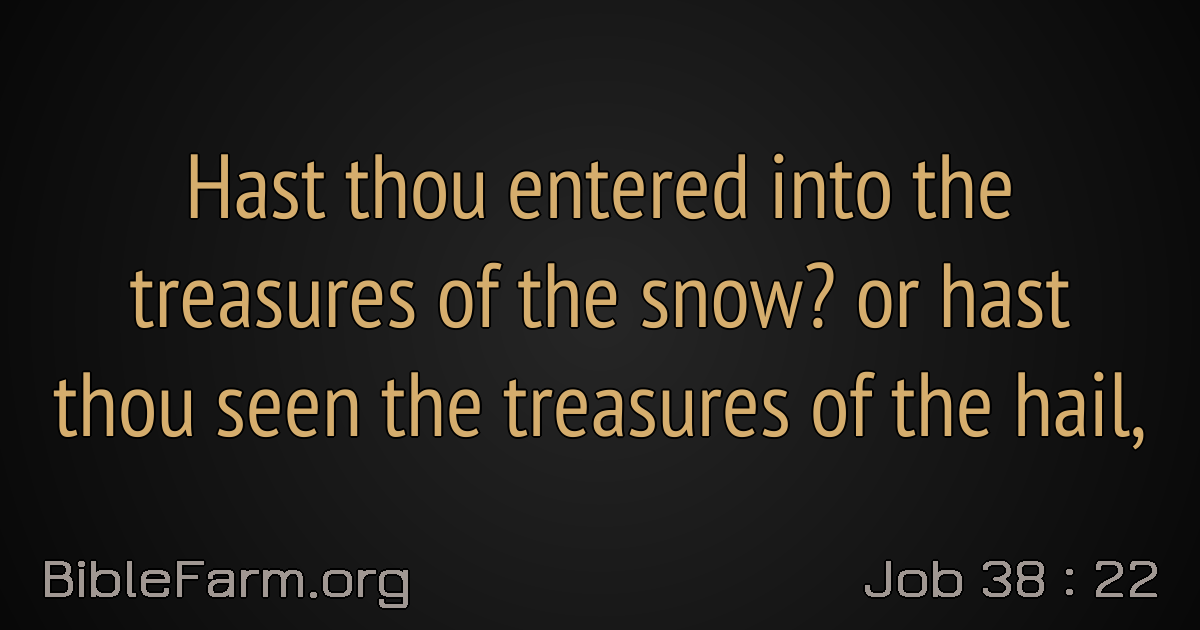 Hast thou entered into the
treasures of the snow? or hast
thou seen the treasures of the hail,
BibleFarm.org
Job 38 : 22